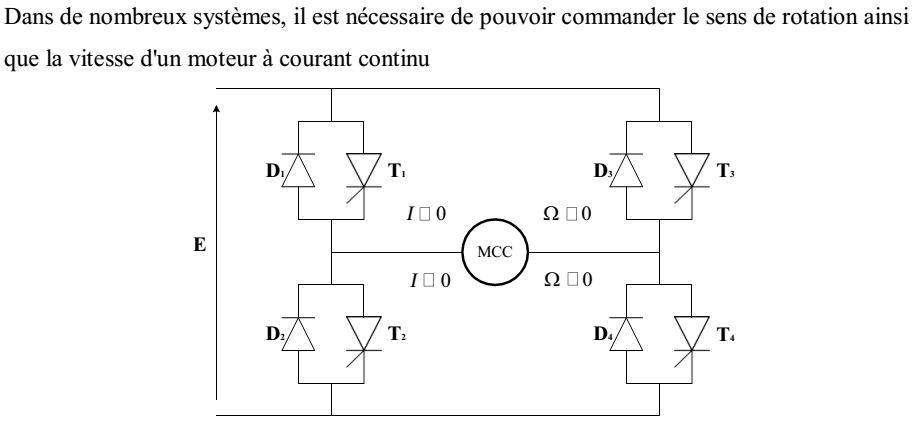 Dans de nombreux systèmes, il est nécessaire de pouvoir commander le sens de rotation ainsi
que la vitesse d'un moteur à courant continu
D₁ T₁ D₃ T₃
I □ 0 Ω □ 0
E MCC
I □ 0 Ω □ 0
D₂ T₂ D₄ T₄